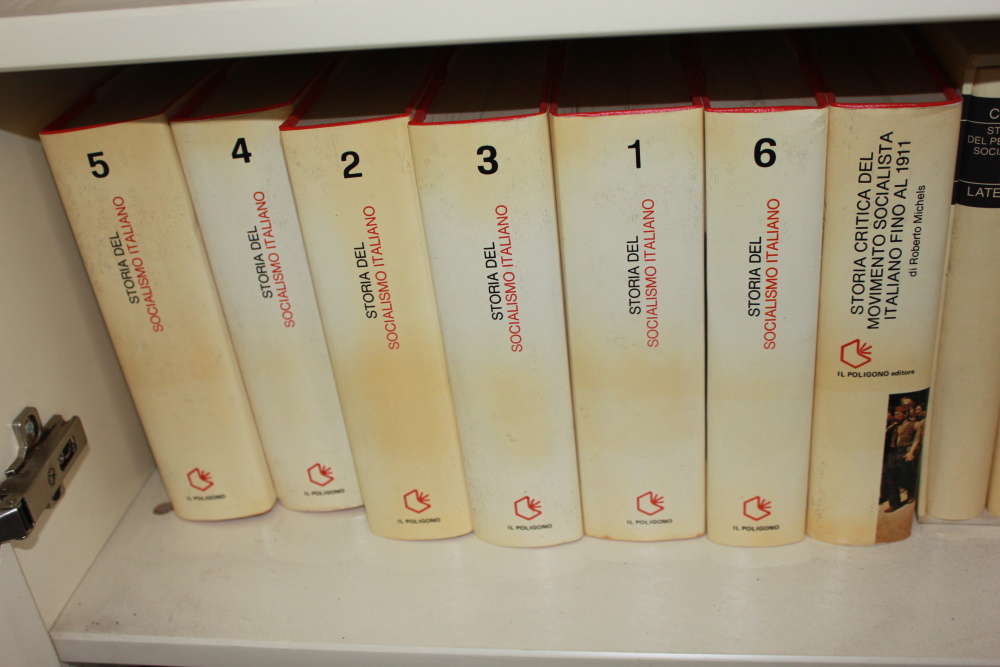 5
STORIA DEL
SOCIALISMO ITALIANO
IL POLIGONO
4
STORIA DEL
SOCIALISMO ITALIANO
IL POLIGONO
2
STORIA DEL
SOCIALISMO ITALIANO
IL POLIGONO
3
STORIA DEL
SOCIALISMO ITALIANO
IL POLIGONO
1
STORIA DEL
SOCIALISMO ITALIANO
IL POLIGONO
6
STORIA DEL
SOCIALISMO ITALIANO
IL POLIGONO
STORIA CRITICA DEL
MOVIMENTO SOCIALISTA
ITALIANO FINO AL 1911
di Roberto Michels
IL POLIGONO editore
DEL